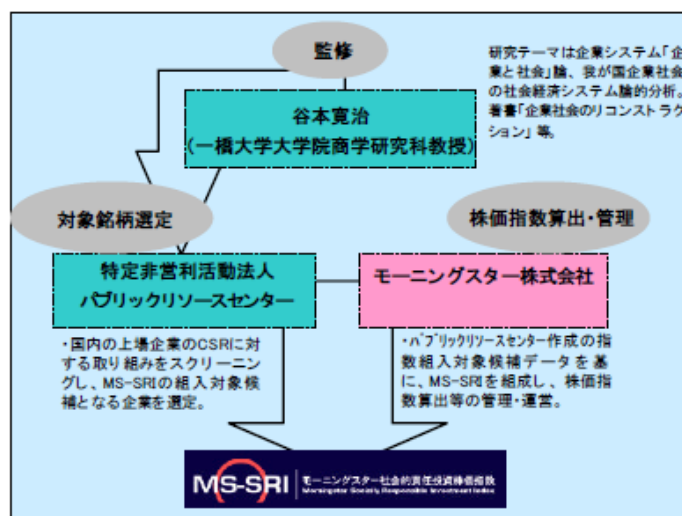 監修
研究テーマは企業システム「企
業と社会」論、我が国企業社会
の社会経済システム論的分析。
著書「企業社会のリコンストラク
ション」等。
谷本寛治
(一橋大学大学院商学研究科教授)
対象銘柄選定
株価指数算出・管理
特定非営利活動法人
パブリックリソースセンター
モーニングスター株式会社
・国内の上場企業のCSRに対
する取り組みをスクリーニン
グし、MS-SRIの組入対象候
補となる企業を選定。
・パブリックリソースセンター作成の指
数組入対象候補データを基
に、MS-SRIを組成し、株価指
数算出等の管理・運営。
MS-SRI
モーニングスター社会的責任投資株価指数
Morningstar Socially Responsible Investment Index